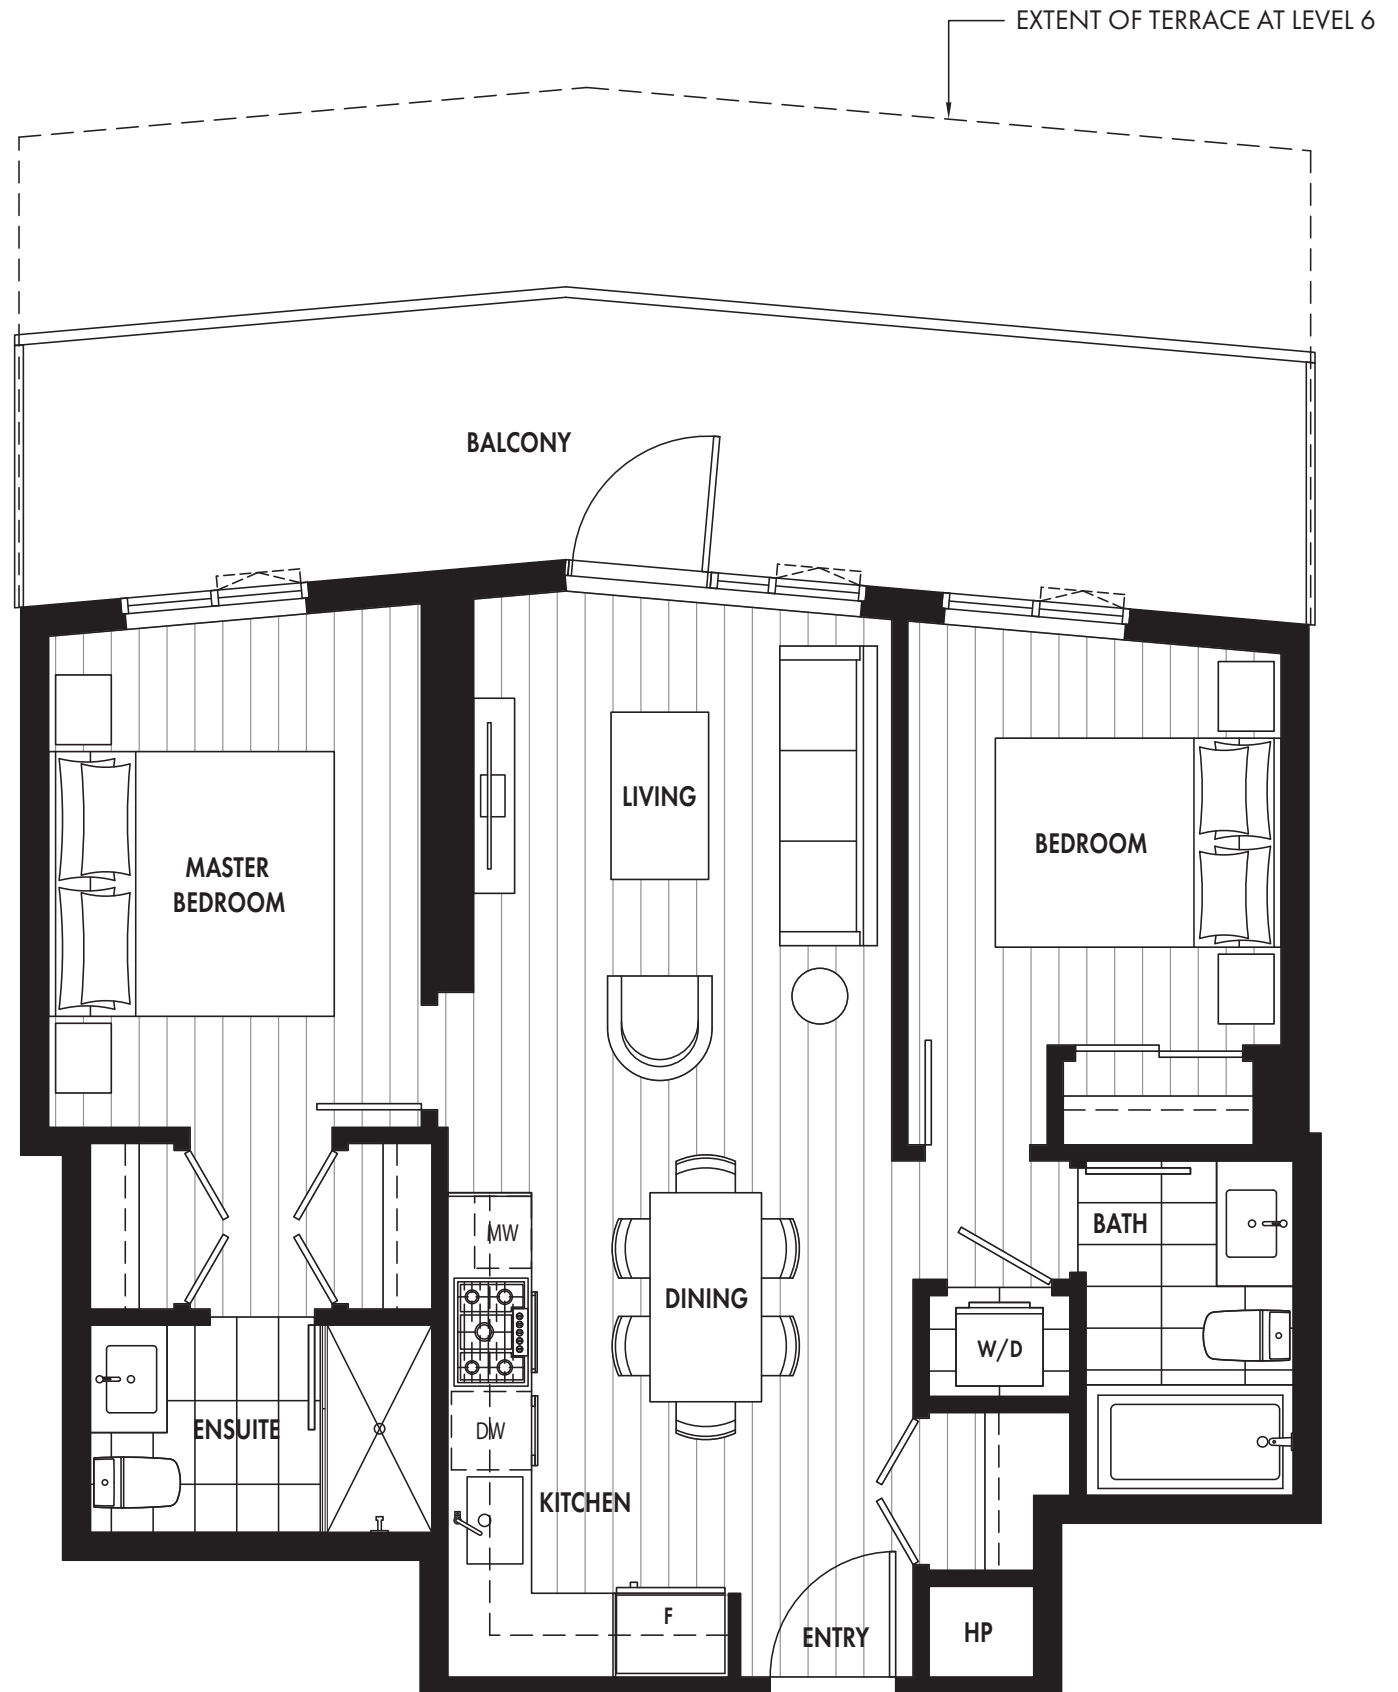 EXTENT OF TERRACE AT LEVEL 6
BALCONY
LIVING
BEDROOM
MASTER
BEDROOM
BATH
MW
DINING
W/D
ENSUITE
DW
KITCHEN
F
ENTRY
HP